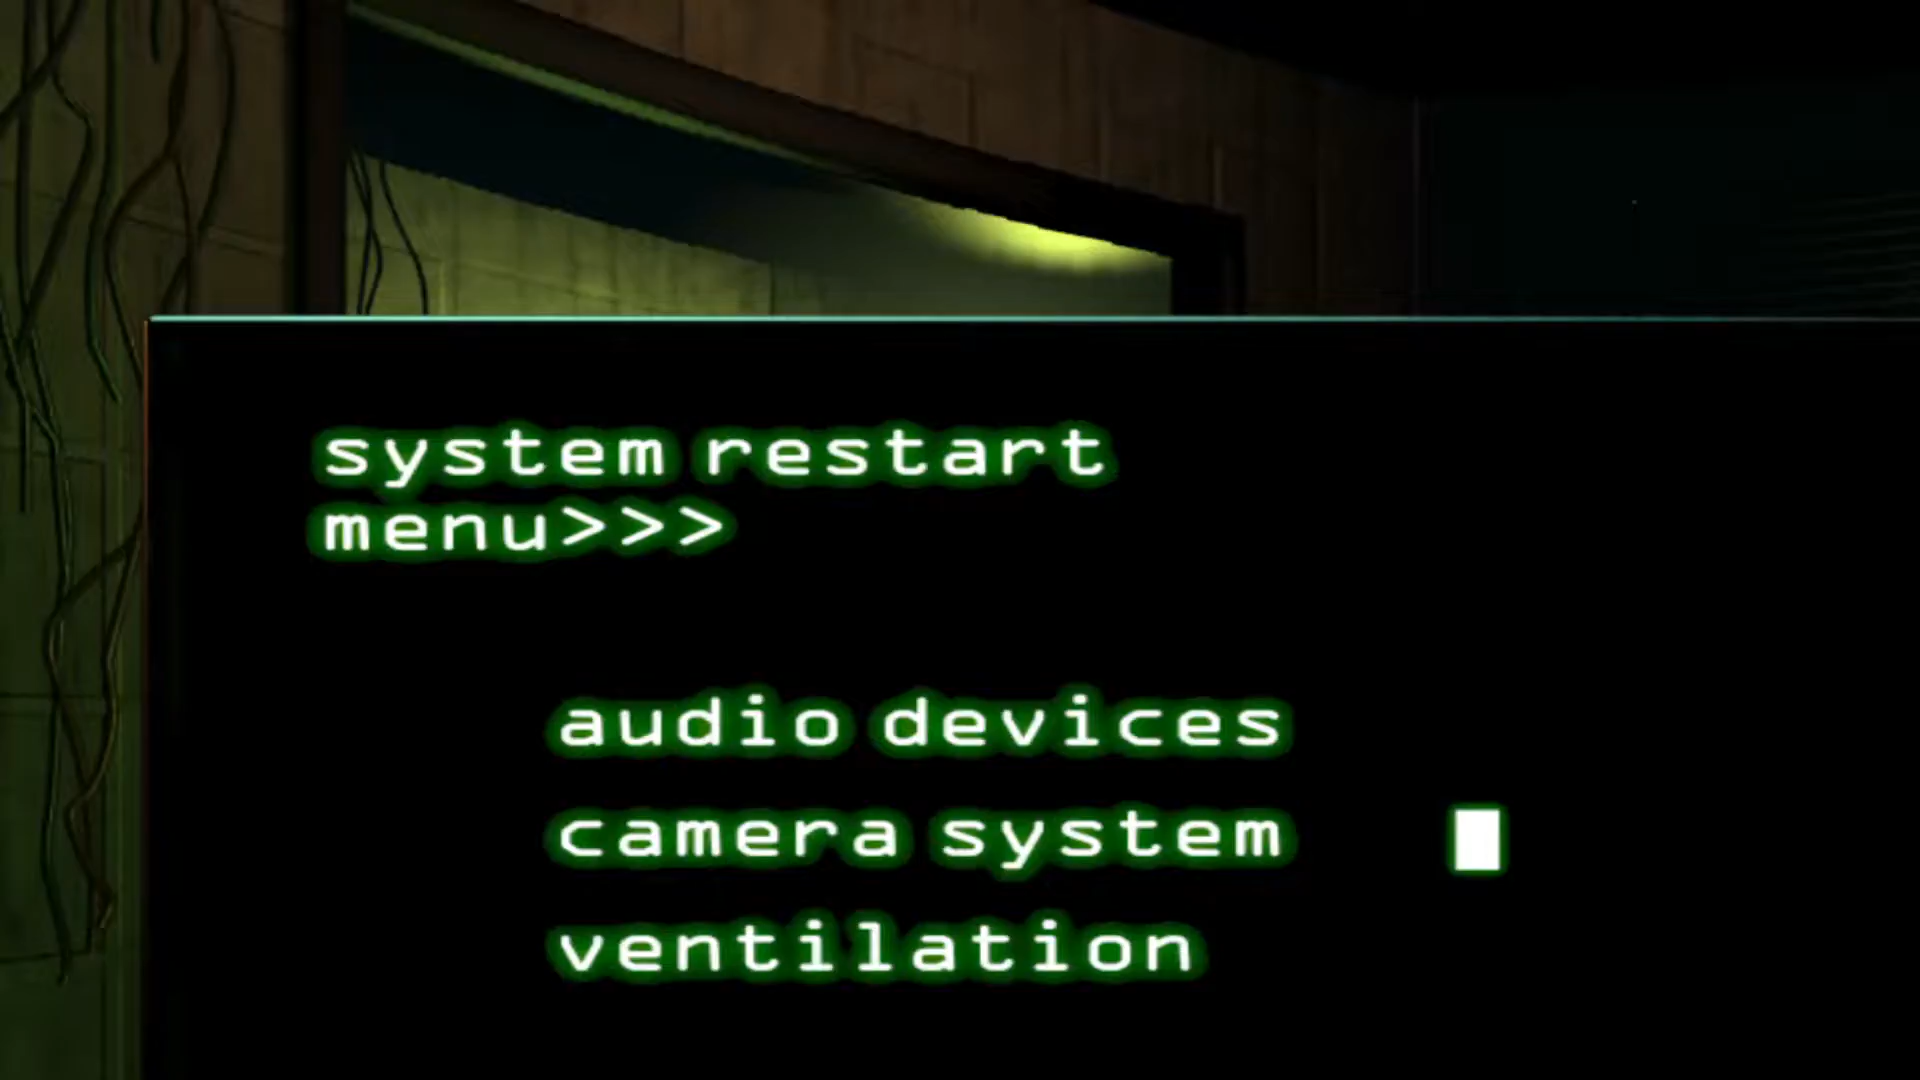 system restart
menu>>>
audio devices
camera system
ventilation